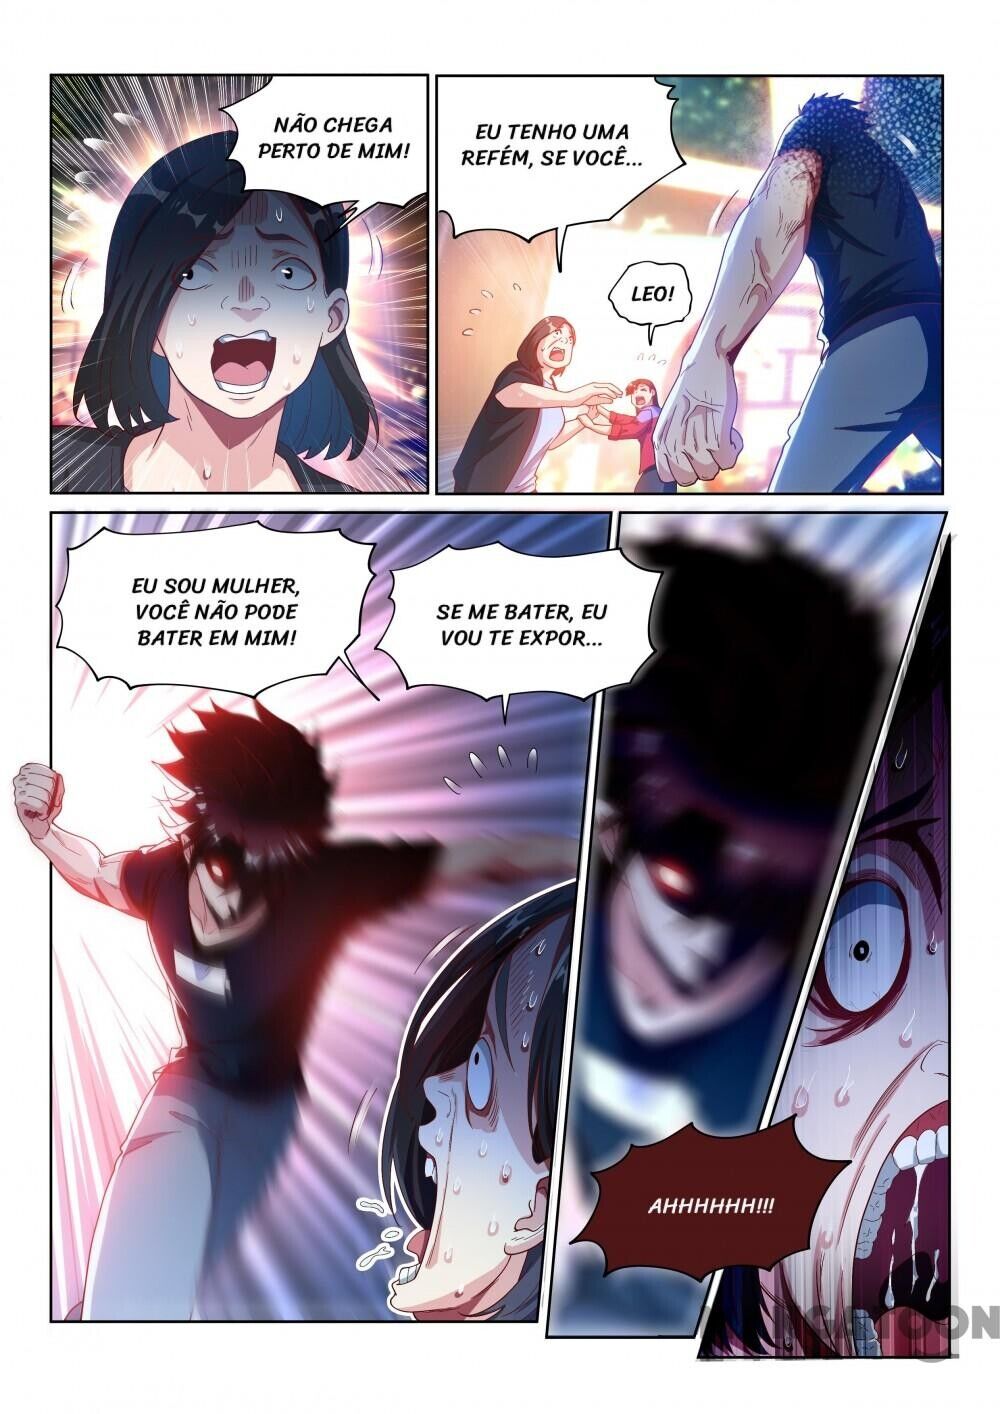 NÃO CHEGA
PERTO DE MIM!
EU TENHO UMA
REFÉM, SE VOCÊ...
LEO!
EU SOU MULHER,
VOCÊ NÃO PODE
BATER EM MIM!
SE ME BATER, EU
VOU TE EXPOR...
AHHHHHH!!!
MANGATOON